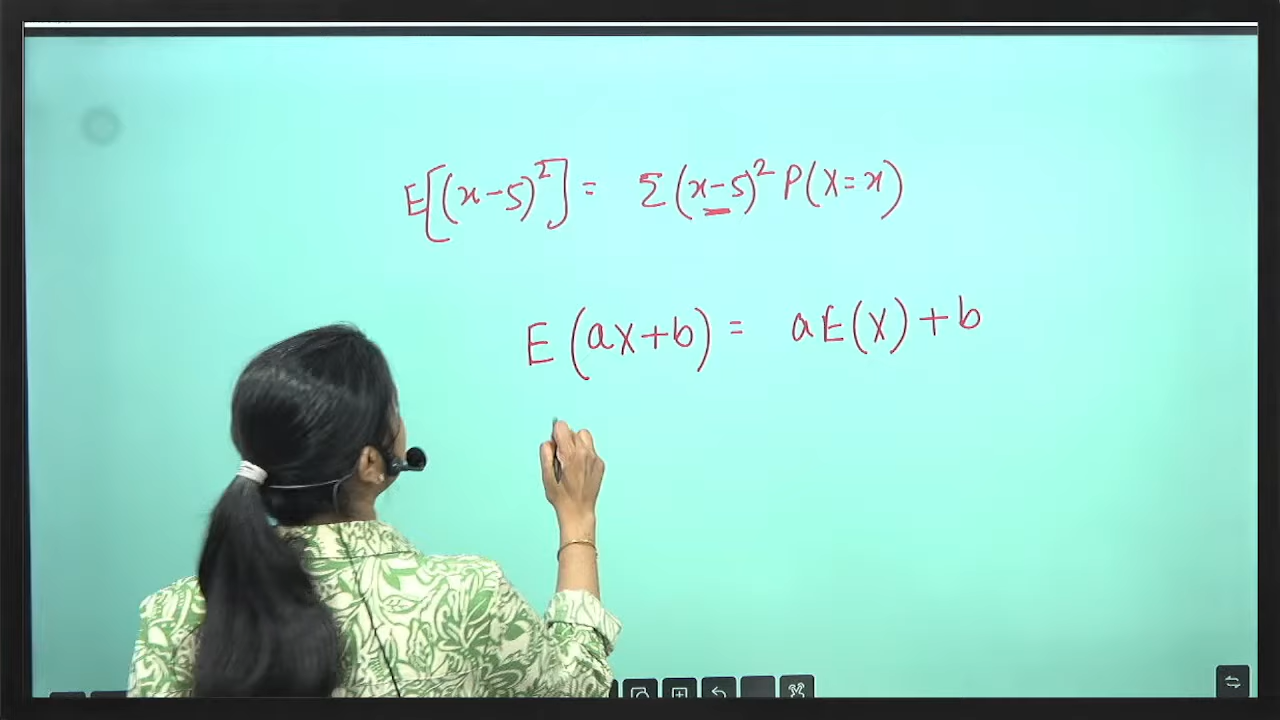 E[(x-5)²] = Σ(x-5)² P(X=x)
E(aX+b) = aE(X)+b